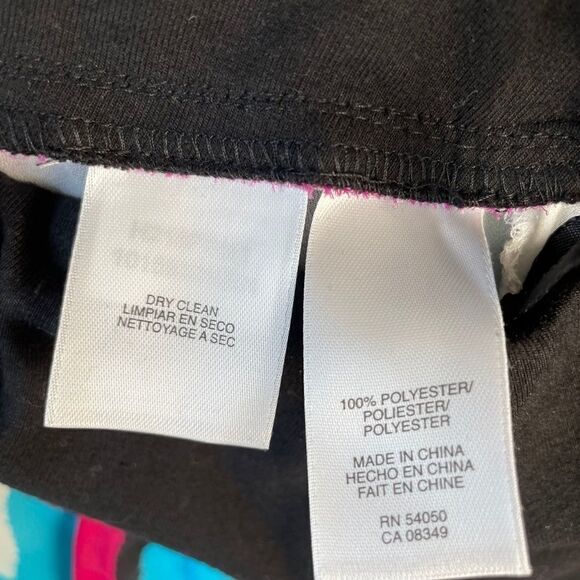 DRY CLEAN
LIMPIAR EN SECO
NETTOYAGE À SEC
100% POLYESTER/
POLIESTER/
POLYESTER
MADE IN CHINA
HECHO EN CHINA
FAIT EN CHINE
RN 54050
CA 08349